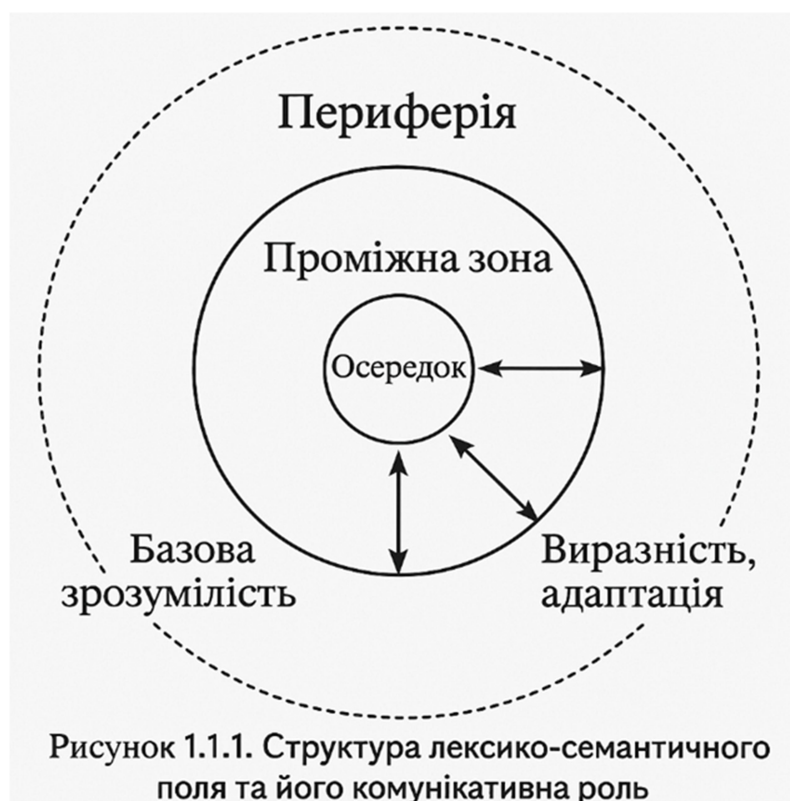 Периферія
Проміжна зона
Осередок
Базова
зрозумілість
Виразність,
адаптація
Рисунок 1.1.1. Структура лексико-семантичного
поля та його комунікативна роль